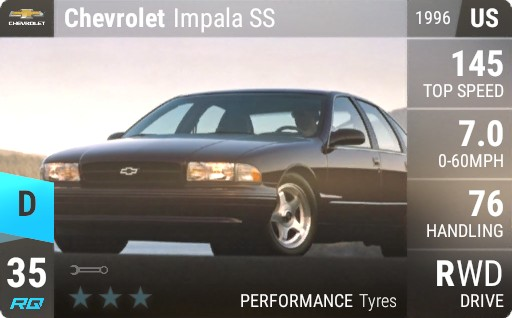 CHEVROLET
Chevrolet Impala SS
1996 US
145
TOP SPEED
7.0
0-60MPH
76
HANDLING
RWD
DRIVE
D
35
RQ
PERFORMANCE Tyres